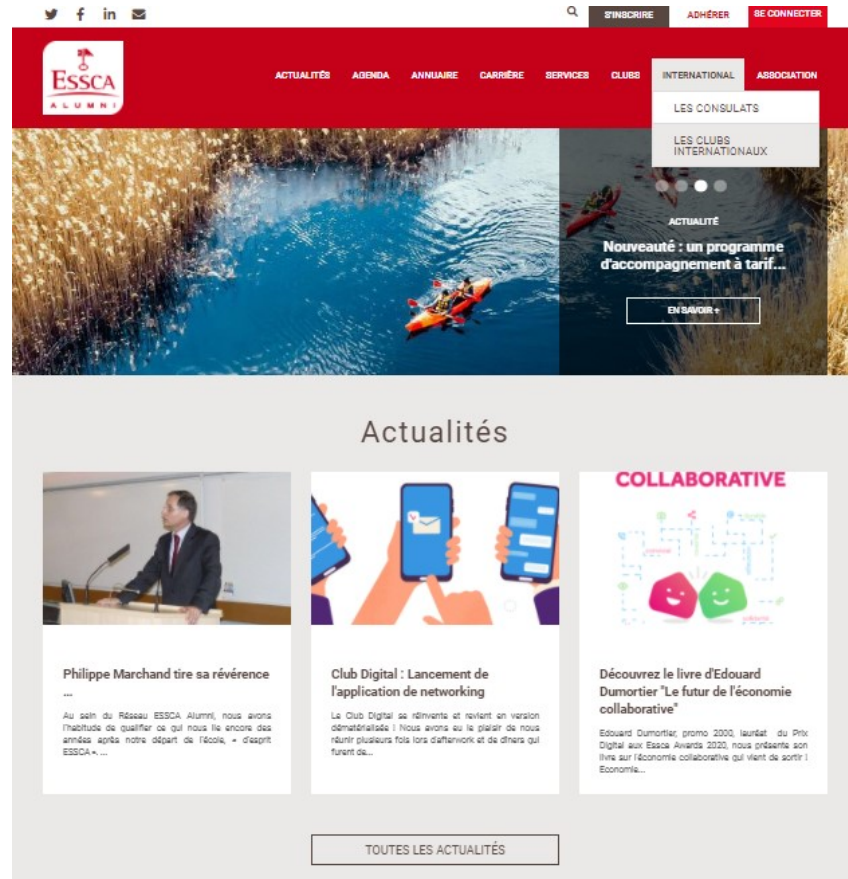 S'INSCRIRE
ADHÉRER
SE CONNECTER
ESSCA
ALUMNI
ACTUALITÉS
AGENDA
ANNUAIRE
CARRIÈRE
SERVICES
CLUBS
INTERNATIONAL
ASSOCIATION
LES CONSULATS
LES CLUBS
INTERNATIONAUX
ACTUALITÉ
Nouveauté : un programme
d'accompagnement à tarif...
EN SAVOIR +
Actualités
Philippe Marchand tire sa révérence
...
Au sein du Réseau ESSCA Alumni, nous avons
l'habitude de qualifier ce qui nous lie encore des
années après notre départ de l'école, « d'esprit
ESSCA ». ...
Club Digital : Lancement de
l'application de networking
Le Club Digital se réinvente et revient en version
dématérialisée ! Nous avons eu le plaisir de nous
réunir plusieurs fois lors d'afterwork et de dîners qui
furent de...
COLLABORATIVE
Découvrez le livre d'Edouard
Dumortier "Le futur de l'économie
collaborative"
Edouard Dumortier, promo 2000, lauréat du Prix
Digital aux Essca Awards 2020, nous présente son
livre sur l'économie collaborative qui vient de sortir !
Economie...
TOUTES LES ACTUALITÉS